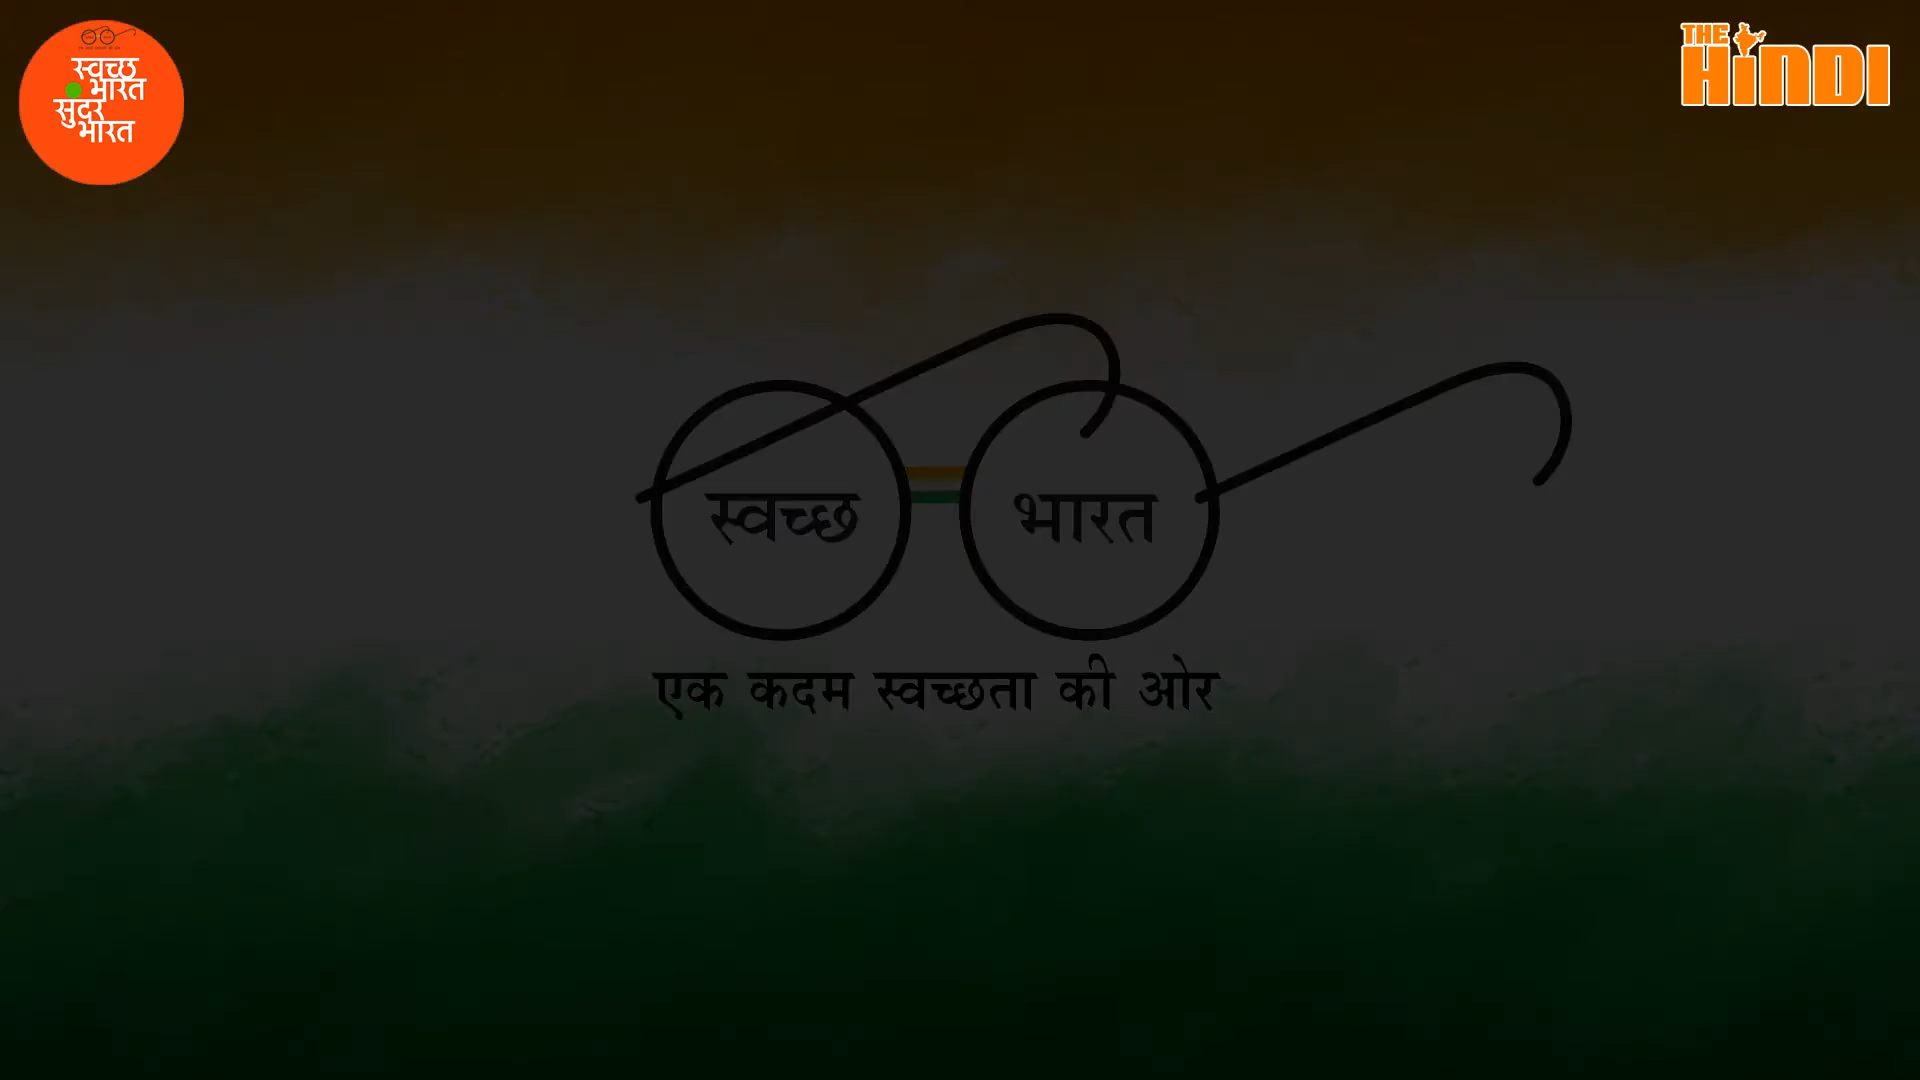 स्वच्छ
भारत
सुदर
भारत
THE
HiNDI
स्वच्छ भारत
एक कदम स्वच्छता की ओर